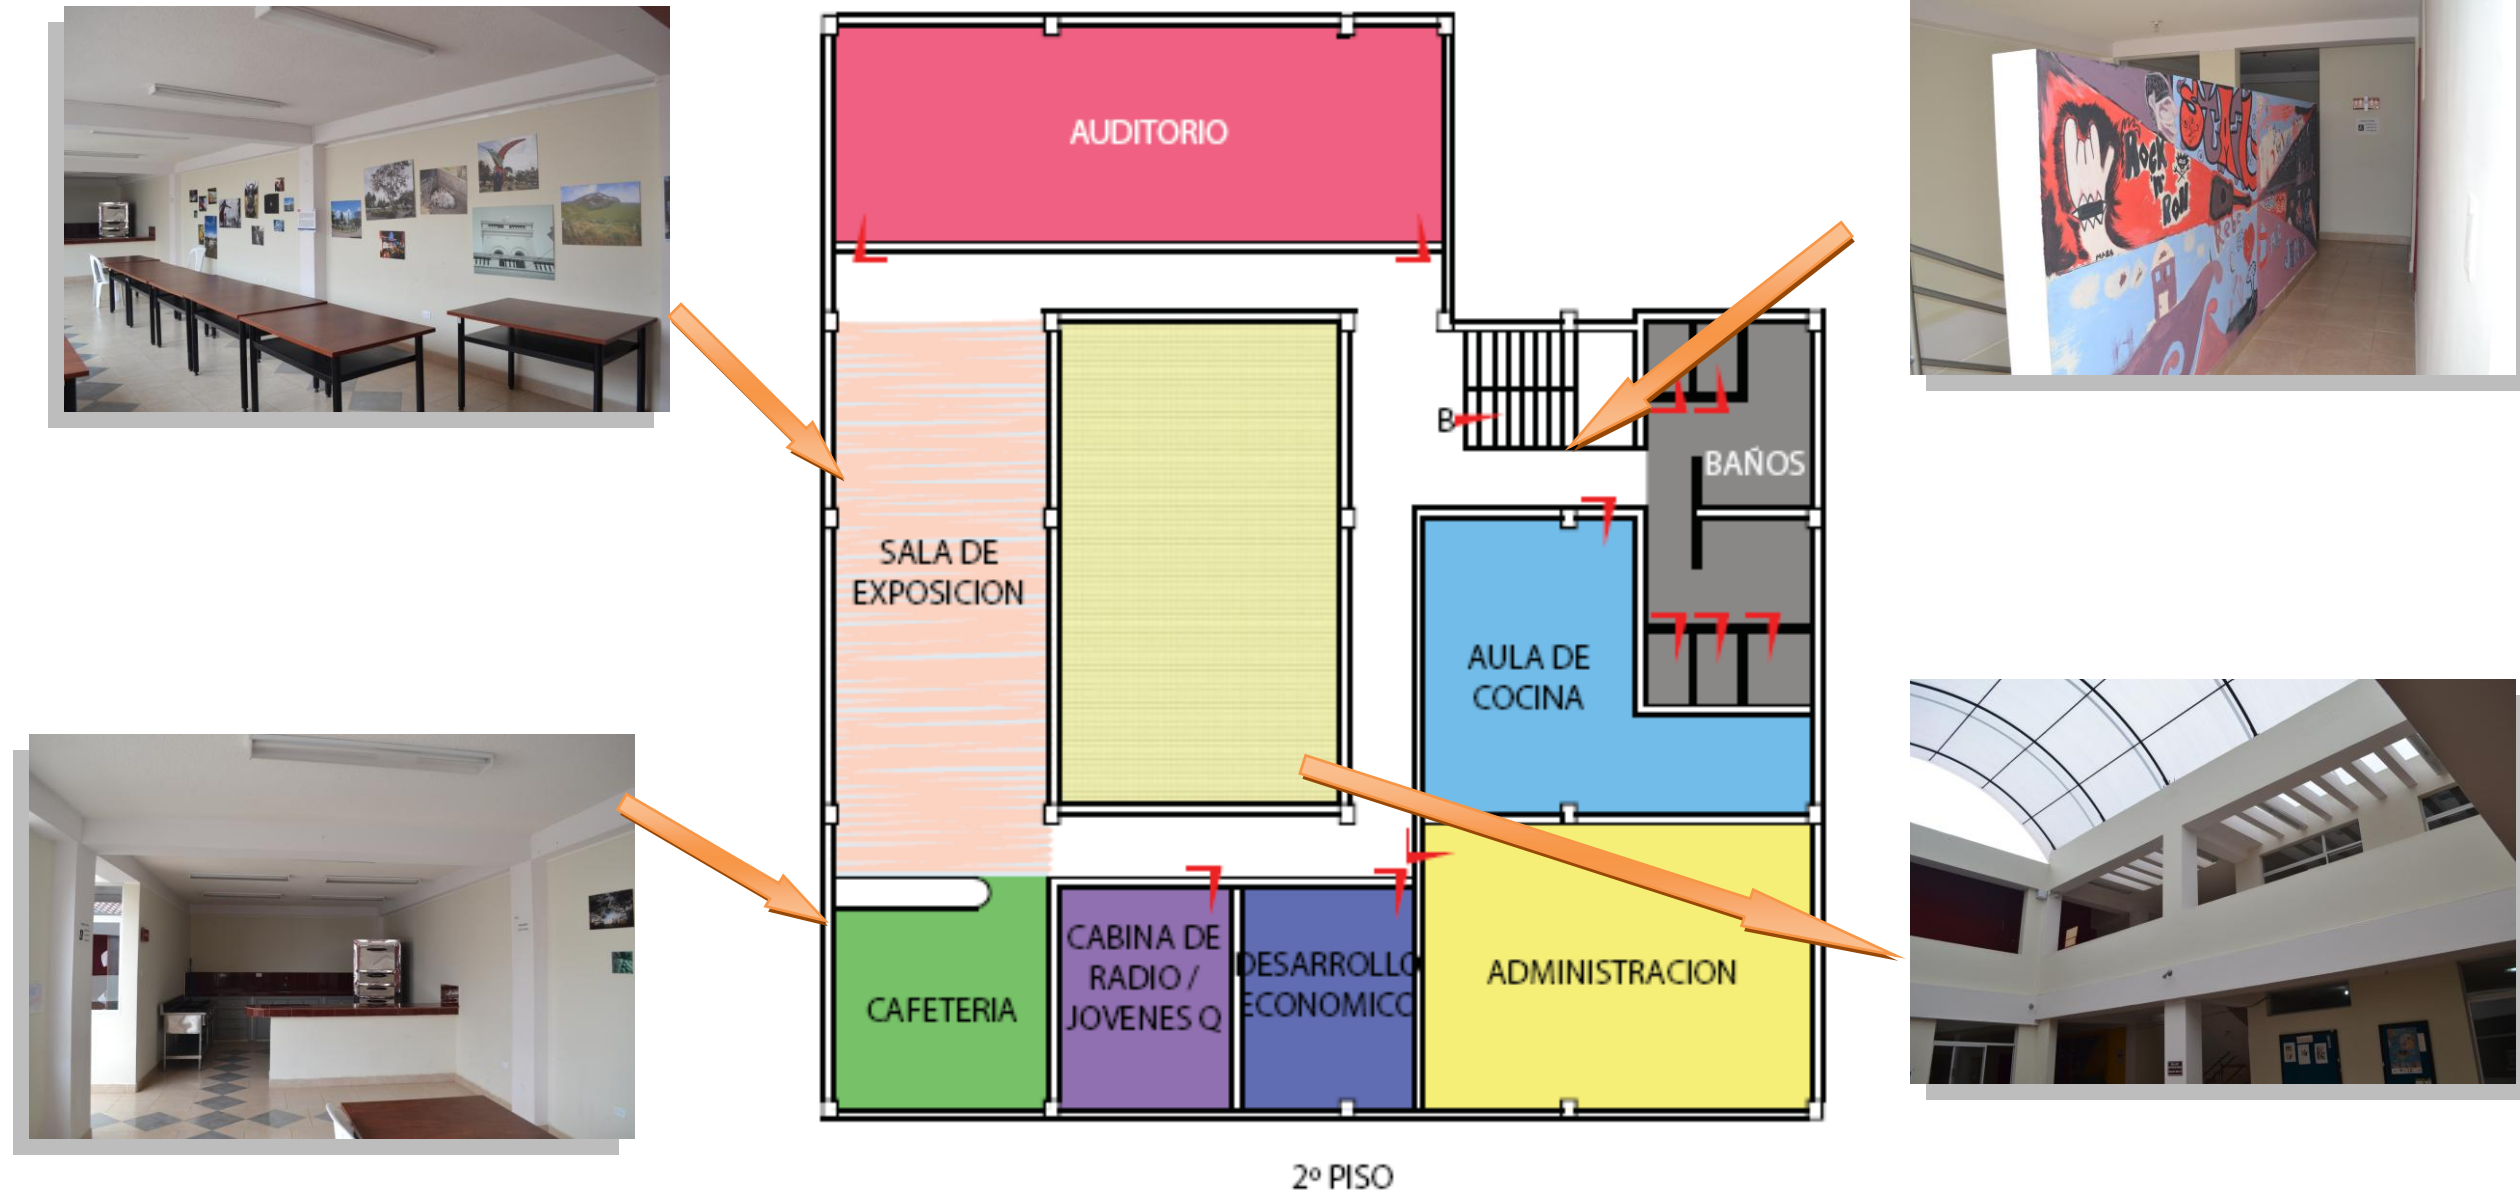 AUDITORIO
ROCK
'N'
Roll
B
BAÑOS
SALA DE
EXPOSICION
AULA DE
COCINA
CABINA DE
RADIO /
JOVENES Q
DESARROLLO
ECONOMICO
ADMINISTRACION
CAFETERIA
2º PISO